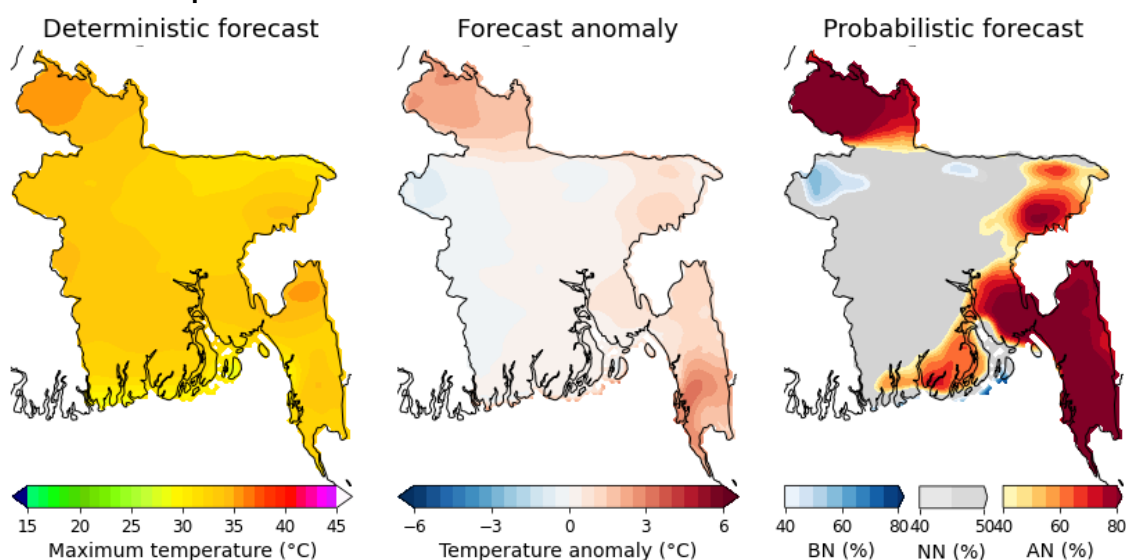 Deterministic forecast
Forecast anomaly
Probabilistic forecast
15 20 25 30 35 40 45
Maximum temperature (°C)
−6 −3 0 3 6
Temperature anomaly (°C)
40 60 80
BN (%)
40 50
NN (%)
40 60 80
AN (%)